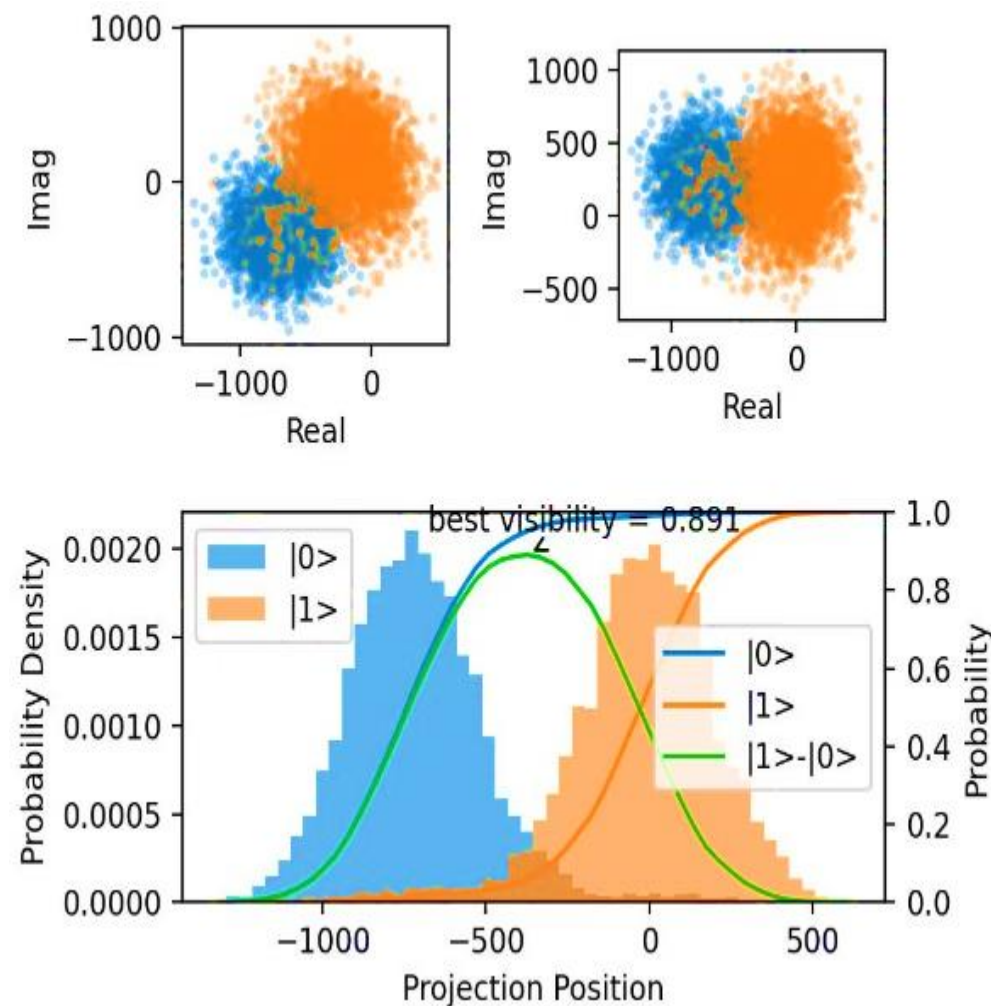 1000
0
−1000
Imag
−1000 0
Real
1000
500
0
−500
Imag
−1000 0
Real
best visibility = 0.891
|0>
|1>
|0>
|1>
|1>-|0>
0.0020
0.0015
0.0010
0.0005
0.0000
Probability Density
1.0
0.8
0.6
0.4
0.2
0.0
Probability
−1000 −500 0 500
Projection Position